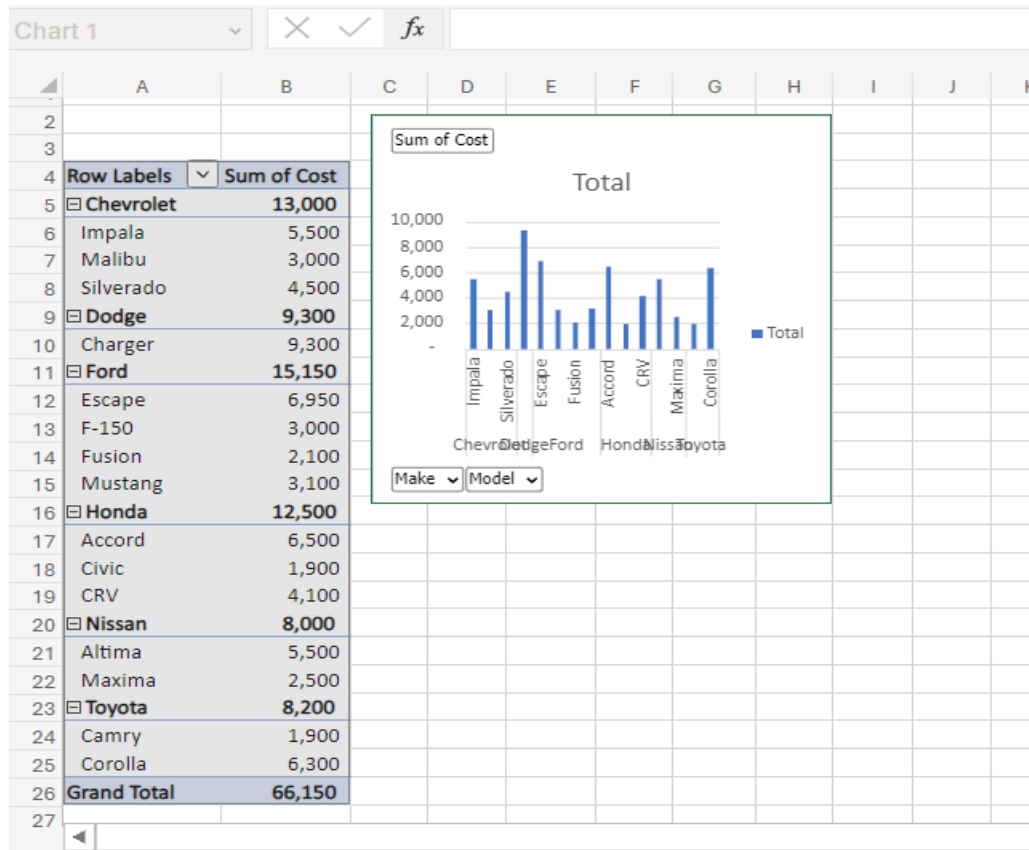 Chart 1 fx
A B C D E F G H I J
2
3
4 Row Labels Sum of Cost
5 Chevrolet 13,000
6 Impala 5,500
7 Malibu 3,000
8 Silverado 4,500
9 Dodge 9,300
10 Charger 9,300
11 Ford 15,150
12 Escape 6,950
13 F-150 3,000
14 Fusion 2,100
15 Mustang 3,100
16 Honda 12,500
17 Accord 6,500
18 Civic 1,900
19 CRV 4,100
20 Nissan 8,000
21 Altima 5,500
22 Maxima 2,500
23 Toyota 8,200
24 Camry 1,900
25 Corolla 6,300
26 Grand Total 66,150
27
Sum of Cost
Total
10,000
8,000
6,000
4,000
2,000
-
Total
Impala Silverado Escape Fusion Accord CRV Maxima Corolla
Chevrolet Dodge Ford Honda Nissan Toyota
Make Model